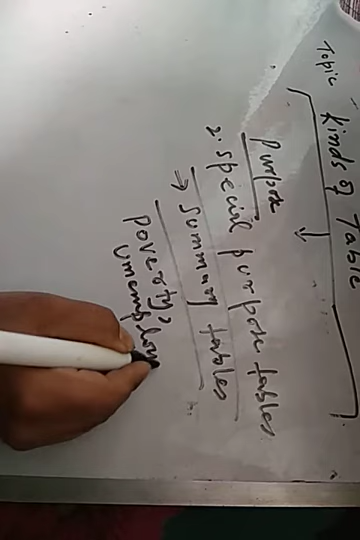 Topic - Kinds of Table
Purpose
2. Special purpose tables
→ Summary tables
poverty,
unemploy